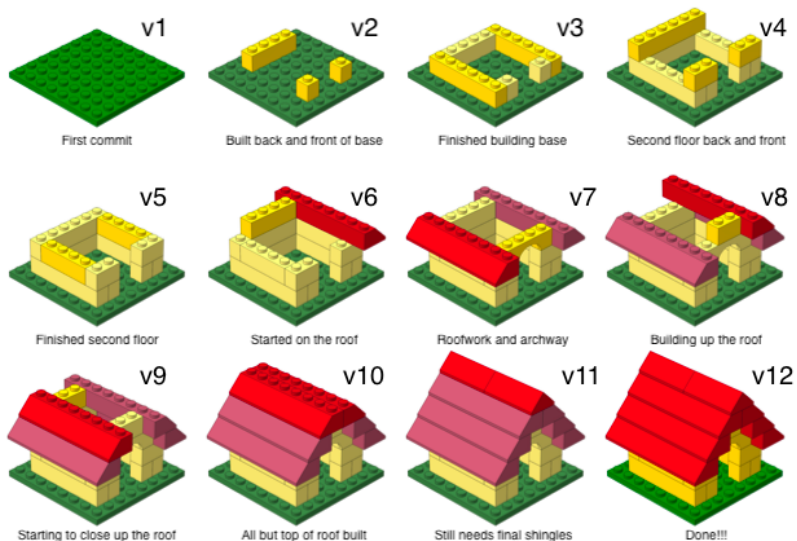 v1
First commit
v2
Built back and front of base
v3
Finished building base
v4
Second floor back and front
v5
Finished second floor
v6
Started on the roof
v7
Roofwork and archway
v8
Building up the roof
v9
Starting to close up the roof
v10
All but top of roof built
v11
Still needs final shingles
v12
Done!!!